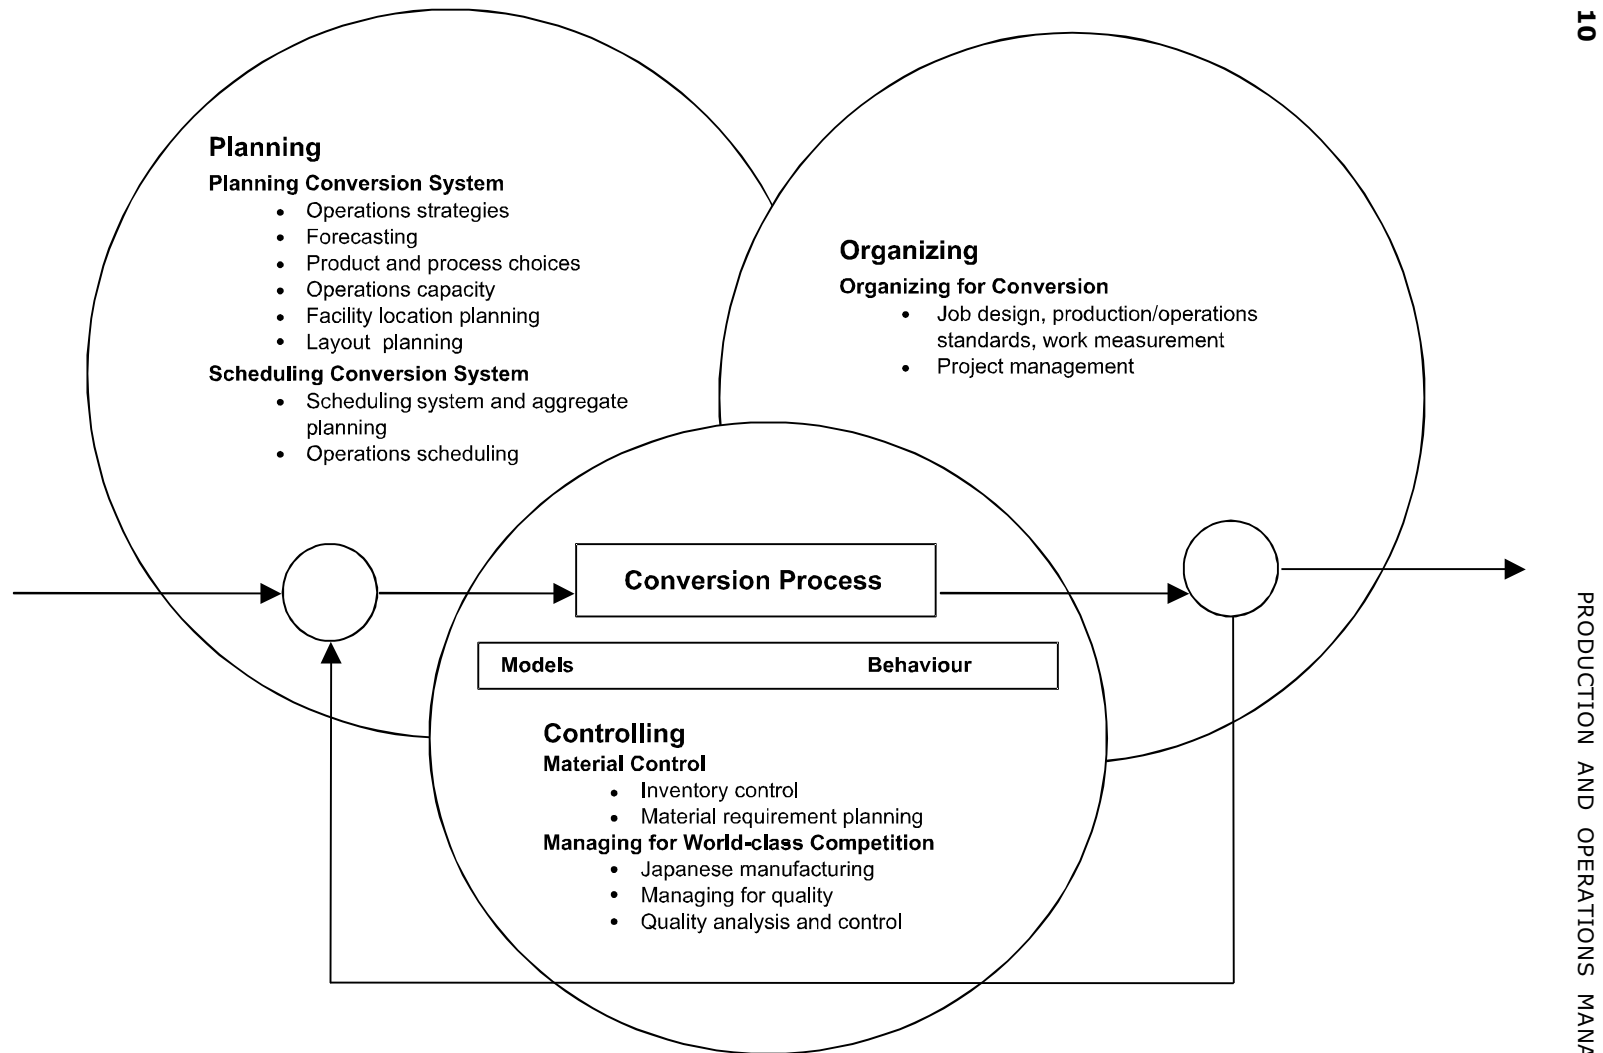 10
PRODUCTION AND OPERATIONS MANA
Planning
Planning Conversion System
• Operations strategies
• Forecasting
• Product and process choices
• Operations capacity
• Facility location planning
• Layout planning
Scheduling Conversion System
• Scheduling system and aggregate
planning
• Operations scheduling
Organizing
Organizing for Conversion
• Job design, production/operations
standards, work measurement
• Project management
Conversion Process
Models Behaviour
Controlling
Material Control
• Inventory control
• Material requirement planning
Managing for World-class Competition
• Japanese manufacturing
• Managing for quality
• Quality analysis and control